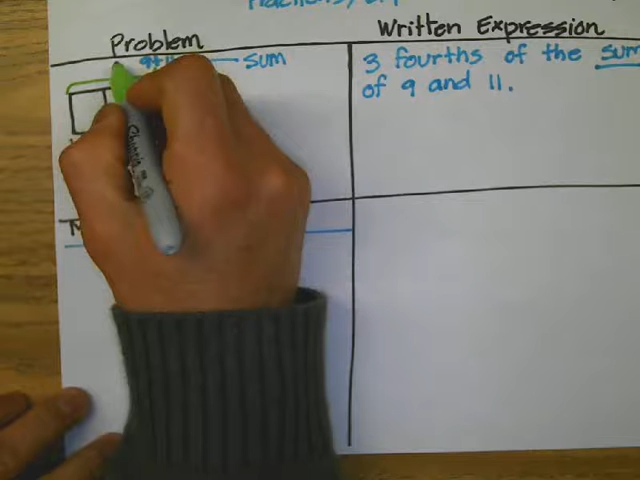 Problem
Written Expression
sum
3 fourths of the sum
of 9 and 11.